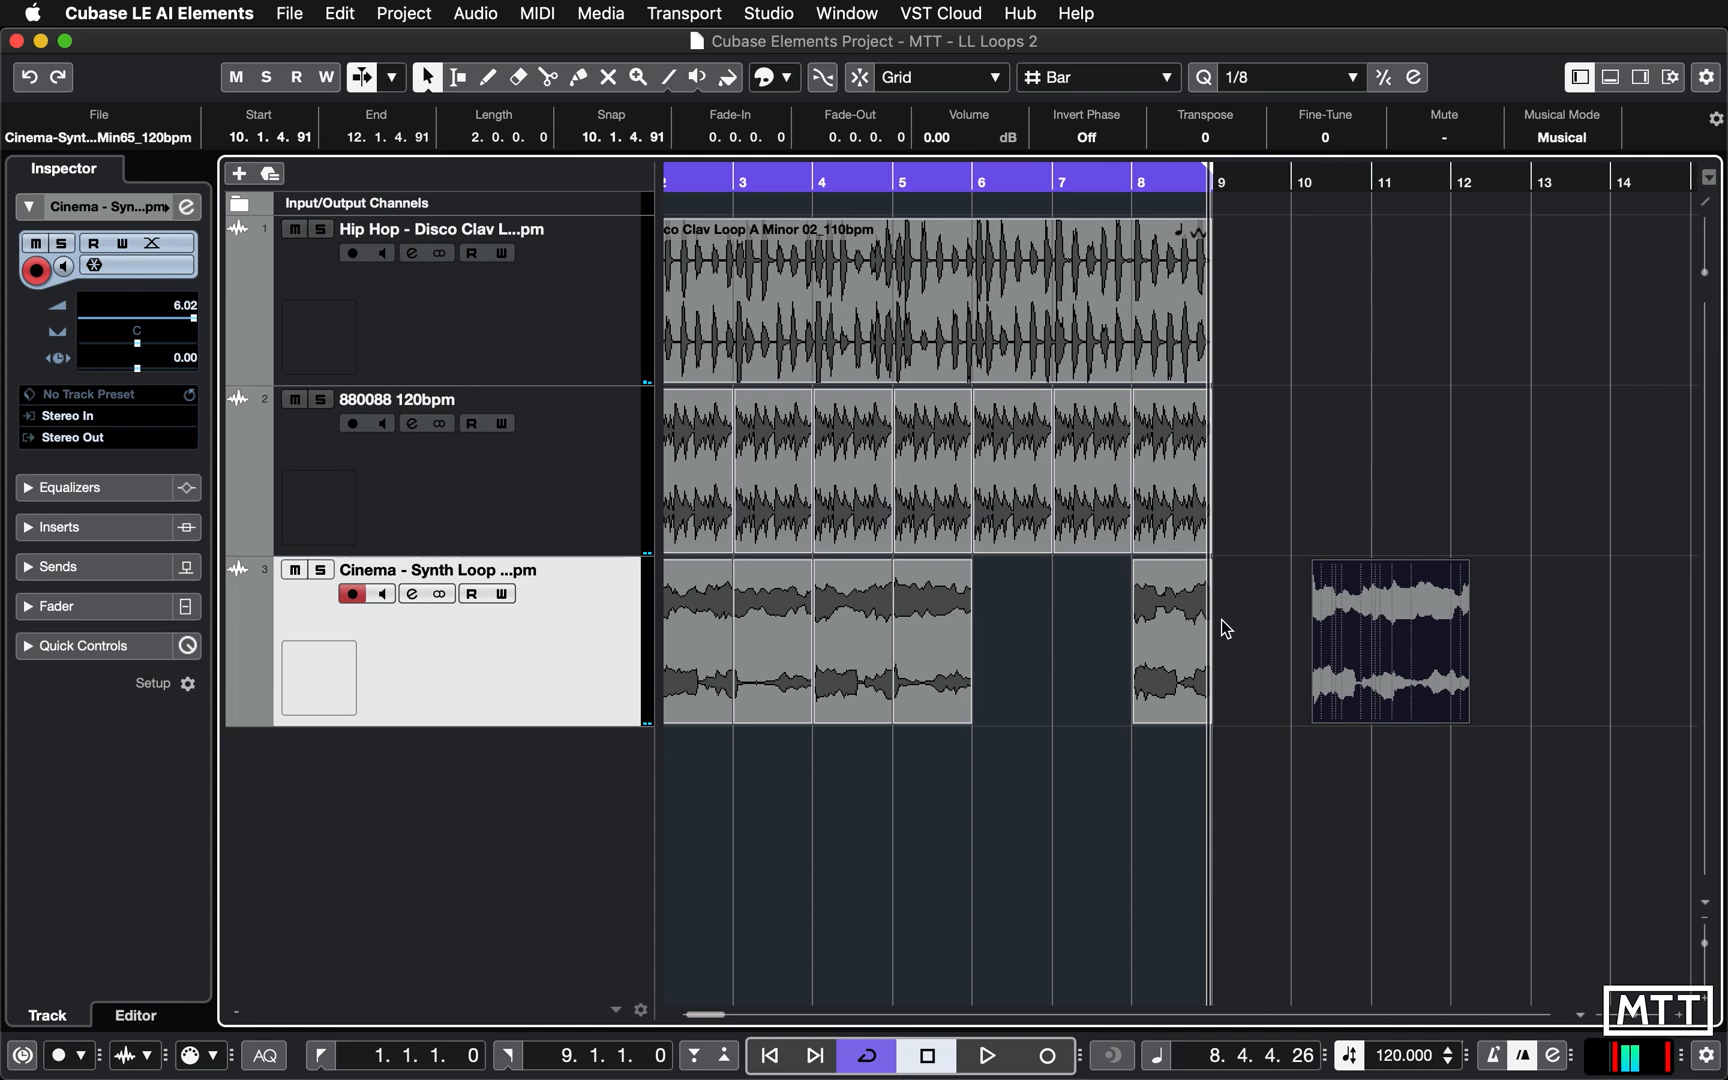 Cubase LE AI Elements File Edit Project Audio MIDI Media Transport Studio Window VST Cloud Hub Help
Cubase Elements Project - MTT - LL Loops 2
M S R W Grid Bar Q 1/8
File Start End Length Snap Fade-In Fade-Out Volume Invert Phase Transpose Fine-Tune Mute Musical Mode
Cinema-Synt...Min65_120bpm 10. 1. 4. 91 12. 1. 4. 91 2. 0. 0. 0 10. 1. 4. 91 0. 0. 0. 0 0. 0. 0. 0 0.00 dB Off 0 0 - Musical
Inspector
2 3 4 5 6 7 8 9 10 11 12 13 14
Cinema - Syn...pm
Input/Output Channels
M S R W
1 M S Hip Hop - Disco Clav L...pm
co Clav Loop A Minor 02_110bpm
R W
6.02
C
0.00
No Track Preset
2 M S 880088 120bpm
Stereo In
R W
Stereo Out
Equalizers
Inserts
Sends
3 M S Cinema - Synth Loop ...pm
R W
Fader
Quick Controls
Setup
Track Editor
MTT
AQ 1. 1. 1. 0 9. 1. 1. 0 8. 4. 4. 26 120.000